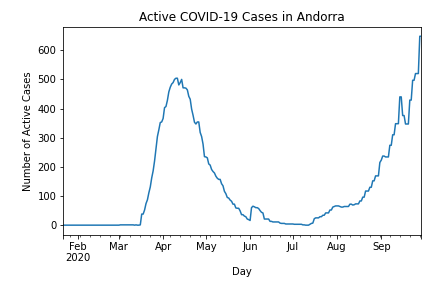 Active COVID-19 Cases in Andorra
Number of Active Cases
600
500
400
300
200
100
0
Feb
2020
Mar
Apr
May
Jun
Jul
Aug
Sep
Day